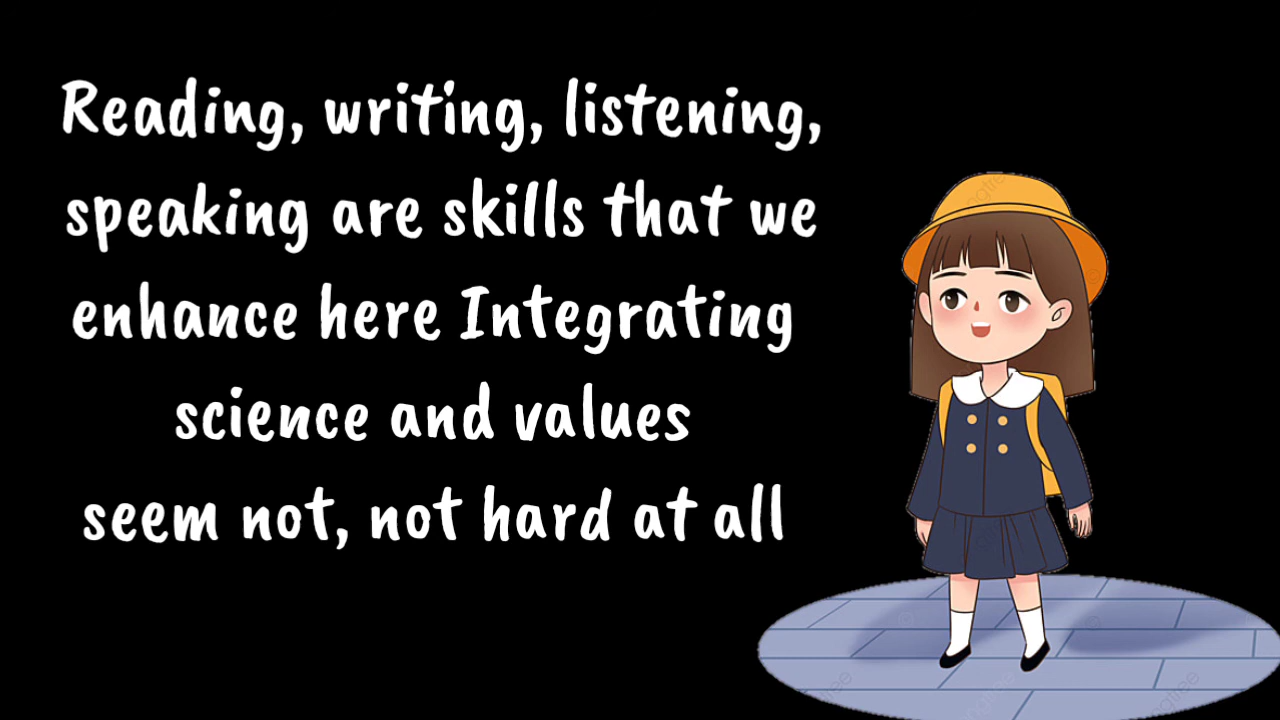 Reading, writing, listening,
speaking are skills that we
enhance here Integrating
science and values
seem not, not hard at all